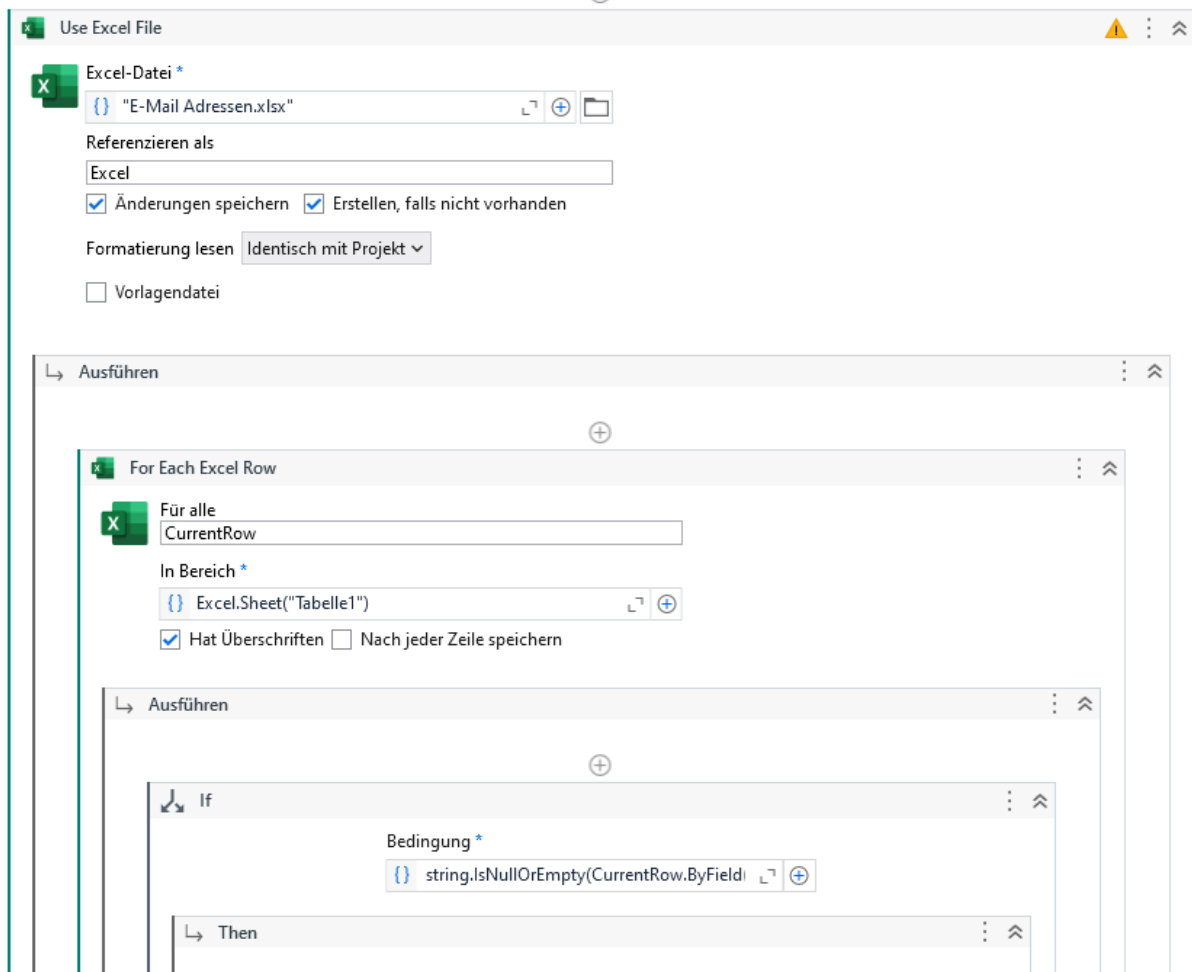 Use Excel File
Excel-Datei *
"E-Mail Adressen.xlsx"
Referenzieren als
Excel
Änderungen speichern Erstellen, falls nicht vorhanden
Formatierung lesen Identisch mit Projekt
Vorlagendatei
Ausführen
For Each Excel Row
Für alle
CurrentRow
In Bereich *
Excel.Sheet("Tabelle1")
Hat Überschriften Nach jeder Zeile speichern
Ausführen
If
Bedingung *
string.IsNullOrEmpty(CurrentRow.ByField(
Then